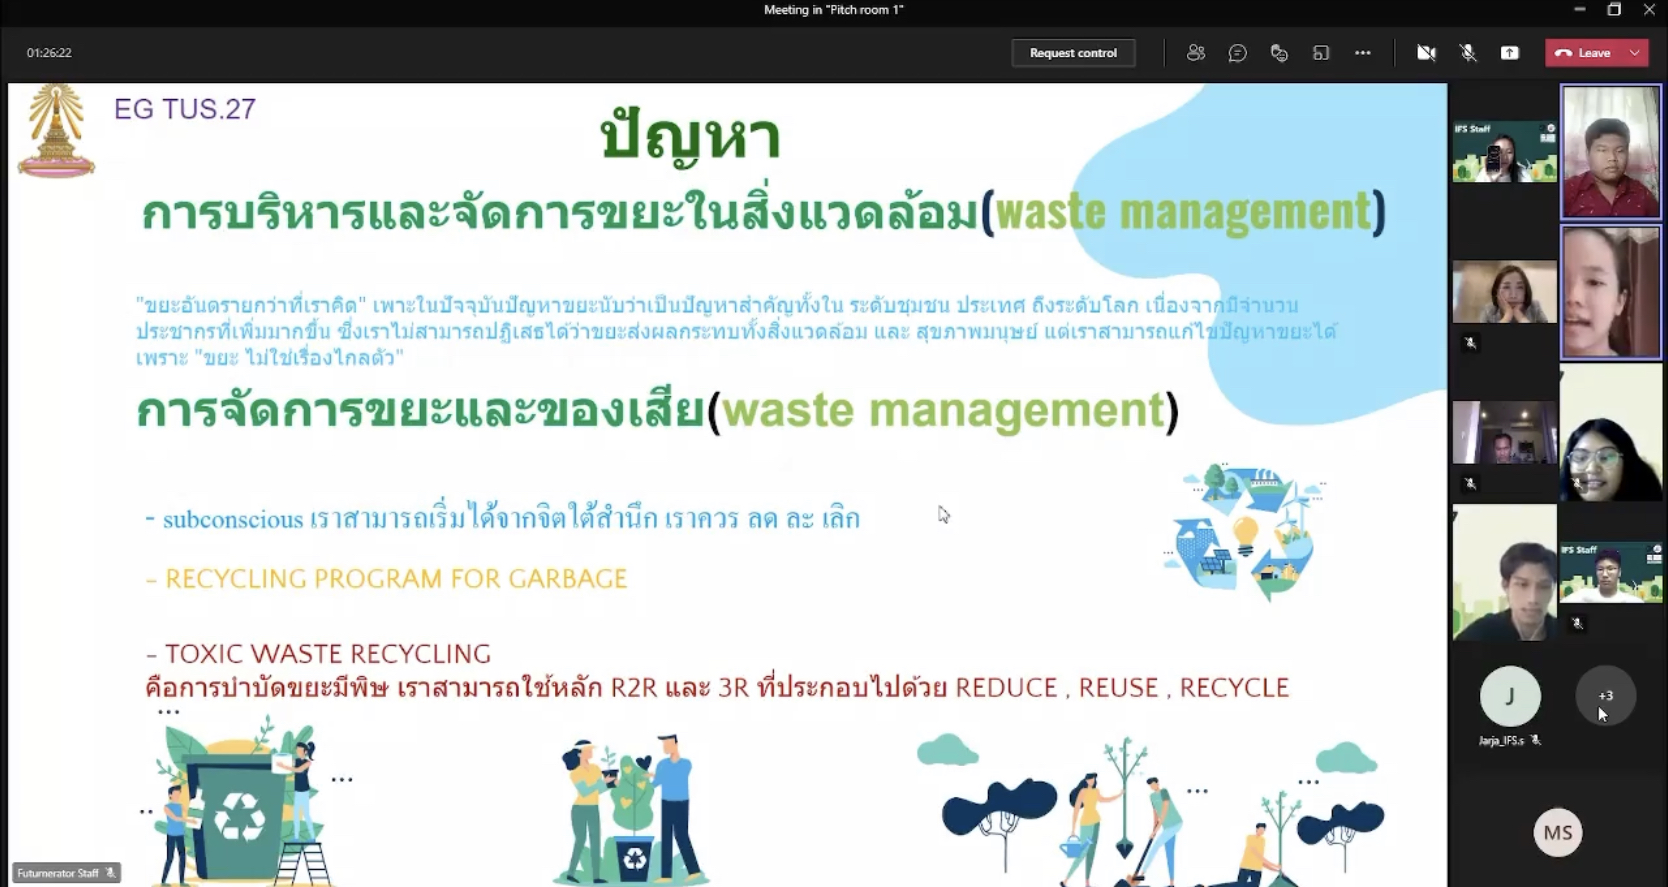 Meeting in "Pitch room 1"
01:26:22
Request control
Leave
EG TUS.27
ปัญหา
การบริหารและจัดการขยะในสิ่งแวดล้อม(waste management)
"ขยะอันตรายกว่าที่เราคิด" เพาะในปัจจุบันปัญหาขยะนับว่าเป็นปัญหาสำคัญทั้งใน ระดับชุมชน ประเทศ ถึงระดับโลก เนื่องจากมีจำนวน
ประชากรที่เพิ่มมากขึ้น ซึ่งเราไม่สามารถปฏิเสธได้ว่าขยะส่งผลกระทบทั้งสิ่งแวดล้อม และ สุขภาพมนุษย์ แต่เราสามารถแก้ไขปัญหาขยะได้
เพราะ "ขยะ ไม่ใช่เรื่องไกลตัว"
การจัดการขยะและของเสีย(waste management)
- subconscious เราสามารถเริ่มได้จากจิตใต้สำนึก เราควร ลด ละ เลิก
- RECYCLING PROGRAM FOR GARBAGE
- TOXIC WASTE RECYCLING
คือการบำบัดขยะมีพิษ เราสามารถใช้หลัก R2R และ 3R ที่ประกอบไปด้วย REDUCE , REUSE , RECYCLE
Futurnerator Staff
IFS Staff
IFS Staff
J
+3
Jarja_IFS.s
MS